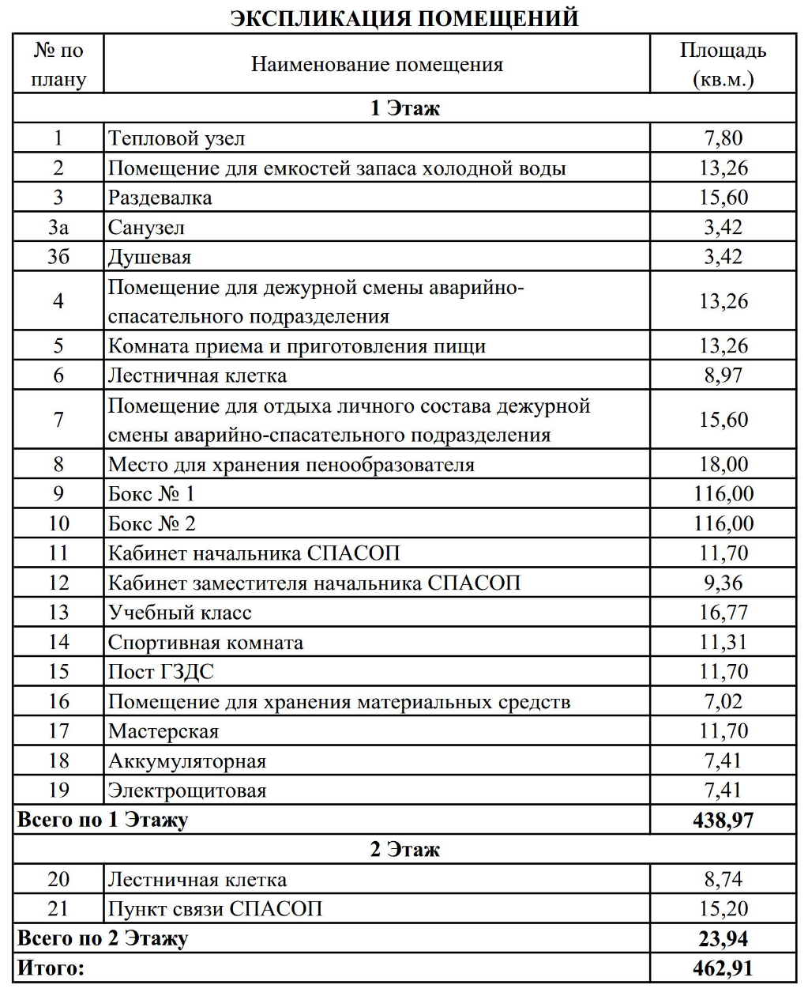 ЭКСПЛИКАЦИЯ ПОМЕЩЕНИЙ
№ по плану Наименование помещения Площадь (кв.м.)
1 Этаж
1 Тепловой узел 7,80
2 Помещение для емкостей запаса холодной воды 13,26
3 Раздевалка 15,60
3а Санузел 3,42
3б Душевая 3,42
4 Помещение для дежурной смены аварийно-
спасательного подразделения 13,26
5 Комната приема и приготовления пищи 13,26
6 Лестничная клетка 8,97
7 Помещение для отдыха личного состава дежурной
смены аварийно-спасательного подразделения 15,60
8 Место для хранения пенообразователя 18,00
9 Бокс № 1 116,00
10 Бокс № 2 116,00
11 Кабинет начальника СПАСОП 11,70
12 Кабинет заместителя начальника СПАСОП 9,36
13 Учебный класс 16,77
14 Спортивная комната 11,31
15 Пост ГЗДС 11,70
16 Помещение для хранения материальных средств 7,02
17 Мастерская 11,70
18 Аккумуляторная 7,41
19 Электрощитовая 7,41
Всего по 1 Этажу 438,97
2 Этаж
20 Лестничная клетка 8,74
21 Пункт связи СПАСОП 15,20
Всего по 2 Этажу 23,94
Итого: 462,91